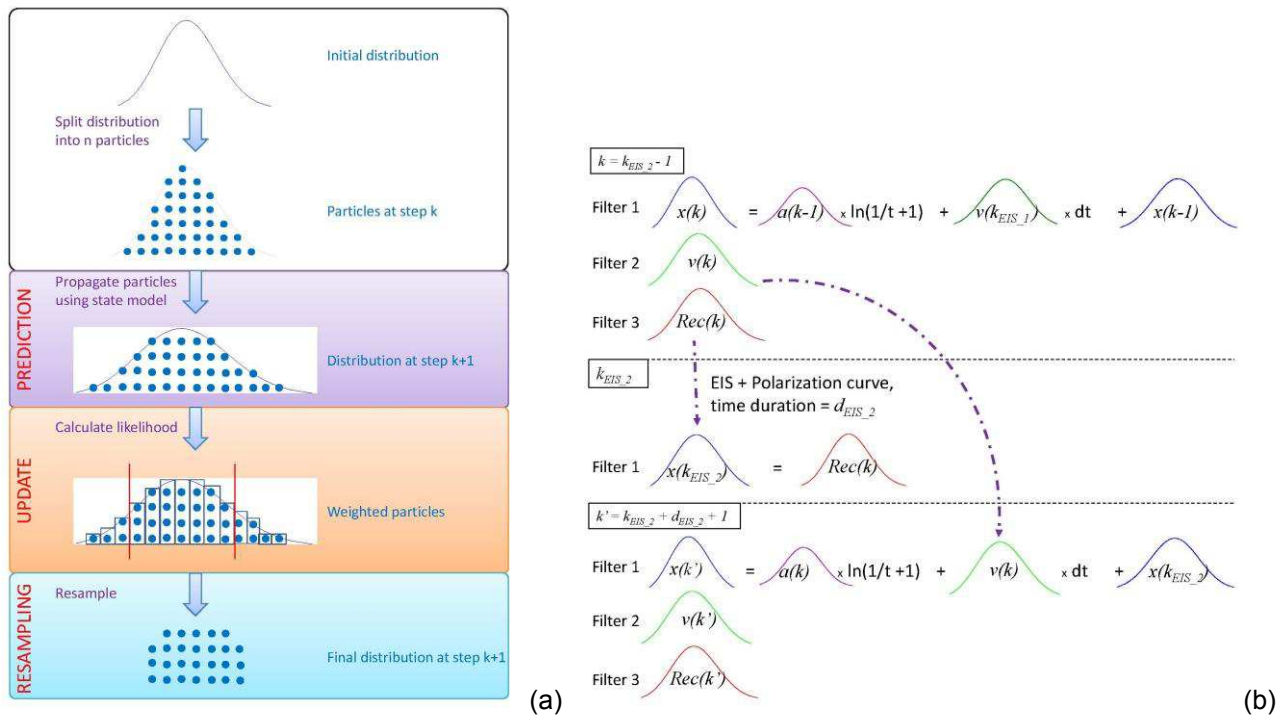 Initial distribution
Split distribution
into n particles
Particles at step k
PREDICTION
Propagate particles
using state model
Distribution at step k+1
UPDATE
Calculate likelihood
Weighted particles
RESAMPLING
Resample
Final distribution at step k+1
(a)
k = k_EIS_2 - 1
Filter 1 x(k) = a(k-1) x ln(1/t +1) + v(k_EIS_1) x dt + x(k-1)
Filter 2 v(k)
Filter 3 Rec(k)
k_EIS_2
EIS + Polarization curve,
time duration = d_EIS_2
Filter 1 x(k_EIS_2) = Rec(k)
k' = k_EIS_2 + d_EIS_2 + 1
Filter 1 x(k') = a(k) x ln(1/t +1) + v(k) x dt + x(k_EIS_2)
Filter 2 v(k')
Filter 3 Rec(k')
(b)